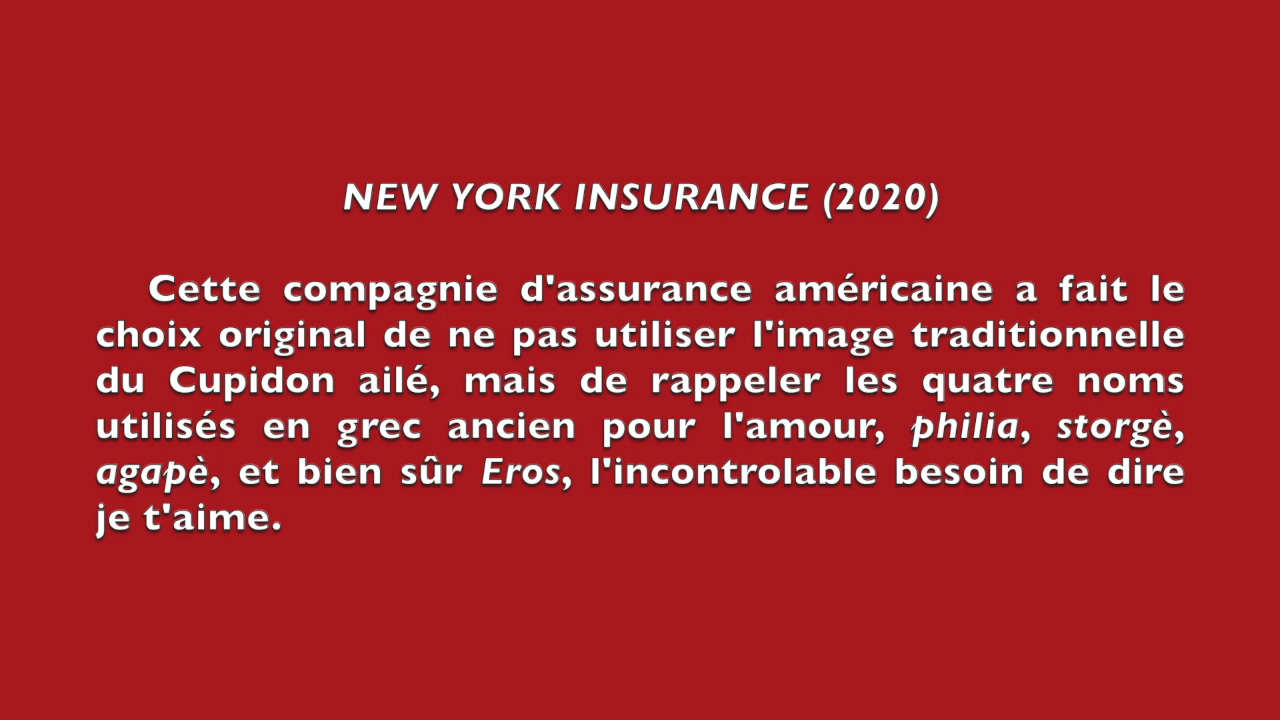 NEW YORK INSURANCE (2020)
Cette compagnie d'assurance américaine a fait le
choix original de ne pas utiliser l'image traditionnelle
du Cupidon ailé, mais de rappeler les quatre noms
utilisés en grec ancien pour l'amour, philia, storgè,
agapè, et bien sûr Eros, l'incontrolable besoin de dire
je t'aime.